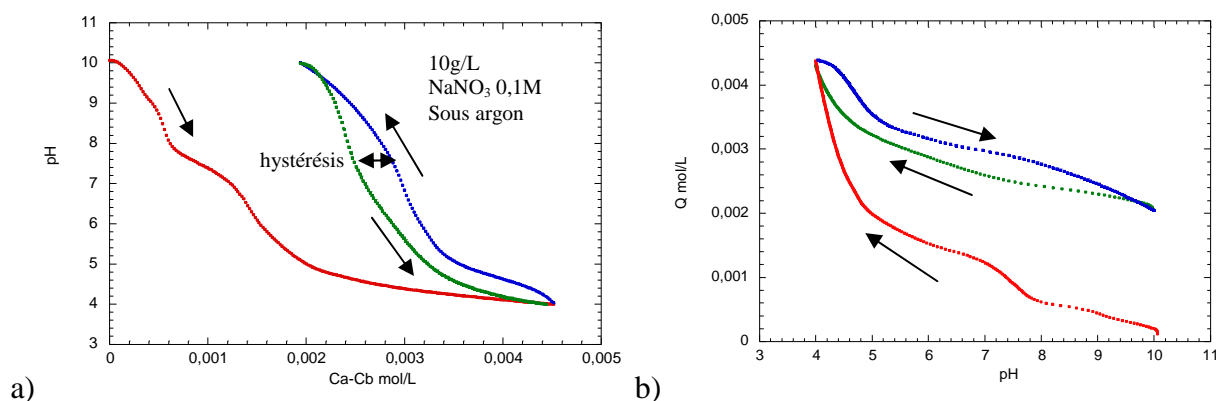 11
10
9
8
7
6
5
4
3
pH
10g/L
NaNO₃ 0,1M
Sous argon
hystérésis
0 0,001 0,002 0,003 0,004 0,005
Ca-Cb mol/L
a)
0,005
0,004
0,003
0,002
0,001
0
Q mol/L
3 4 5 6 7 8 9 10 11
pH
b)